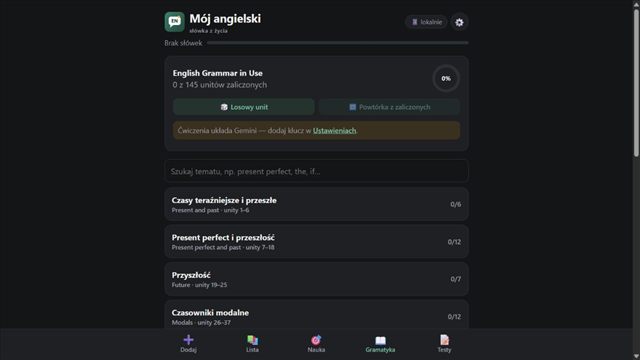 EN
Mój angielski
słówka z życia
lokalnie
Brak słówek
English Grammar in Use
0 z 145 unitów zaliczonych
0%
Losowy unit
Powtórka z zaliczonych
Ćwiczenia układa Gemini — dodaj klucz w Ustawieniach.
Szukaj tematu, np. present perfect, the, if...
Czasy teraźniejsze i przeszłe
Present and past · unity 1–6
0/6
Present perfect i przeszłość
Present perfect and past · unity 7–18
0/12
Przyszłość
Future · unity 19–25
0/7
Czasowniki modalne
Modals · unity 26–37
0/12
Dodaj
Lista
Nauka
Gramatyka
Testy